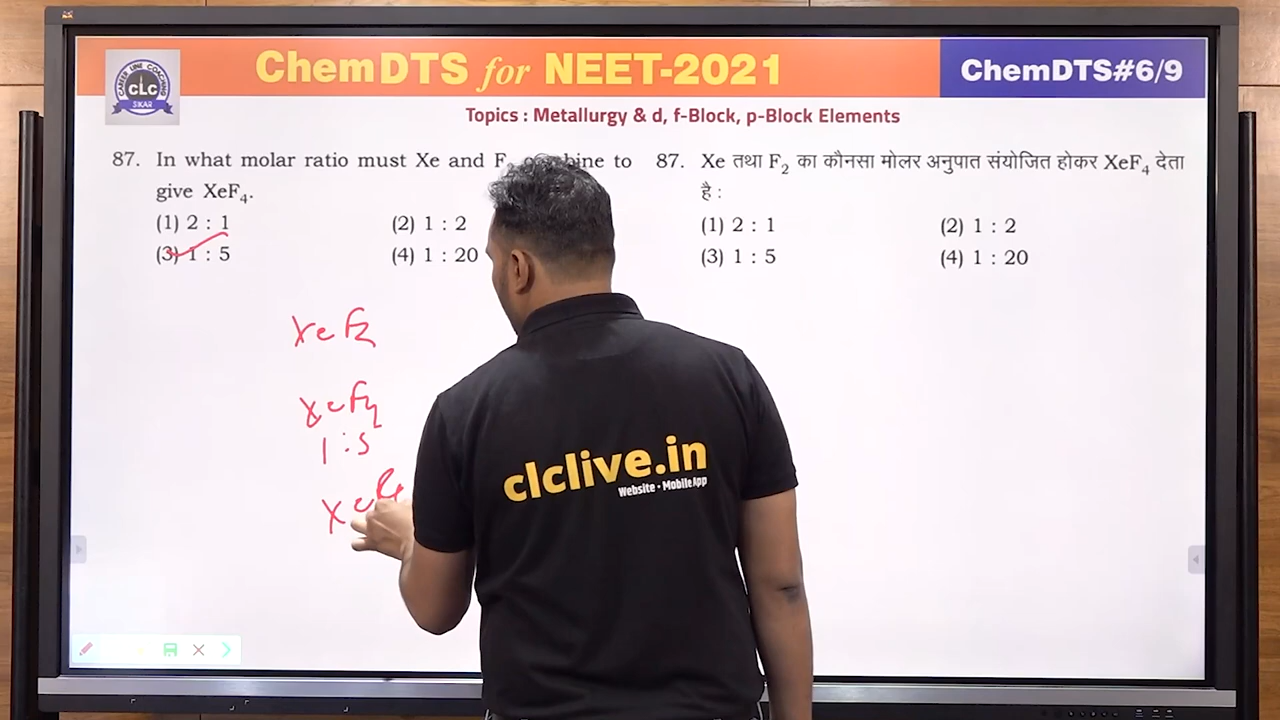 CAREER LINE COACHING
CLC
SIKAR
ChemDTS for NEET-2021
ChemDTS#6/9
Topics : Metallurgy & d, f-Block, p-Block Elements
87. In what molar ratio must Xe and to
give XeF₄.
(1) 2 : 1
(2) 1 : 2
(3) 1 : 5
(4) 1 : 20
87. Xe तथा F₂ का कौनसा मोलर अनुपात संयोजित होकर XeF₄ देता
है :
(1) 2 : 1
(2) 1 : 2
(3) 1 : 5
(4) 1 : 20
XeF₂
XeF₄
1 : 5
clclive.in
Website • Mobile App